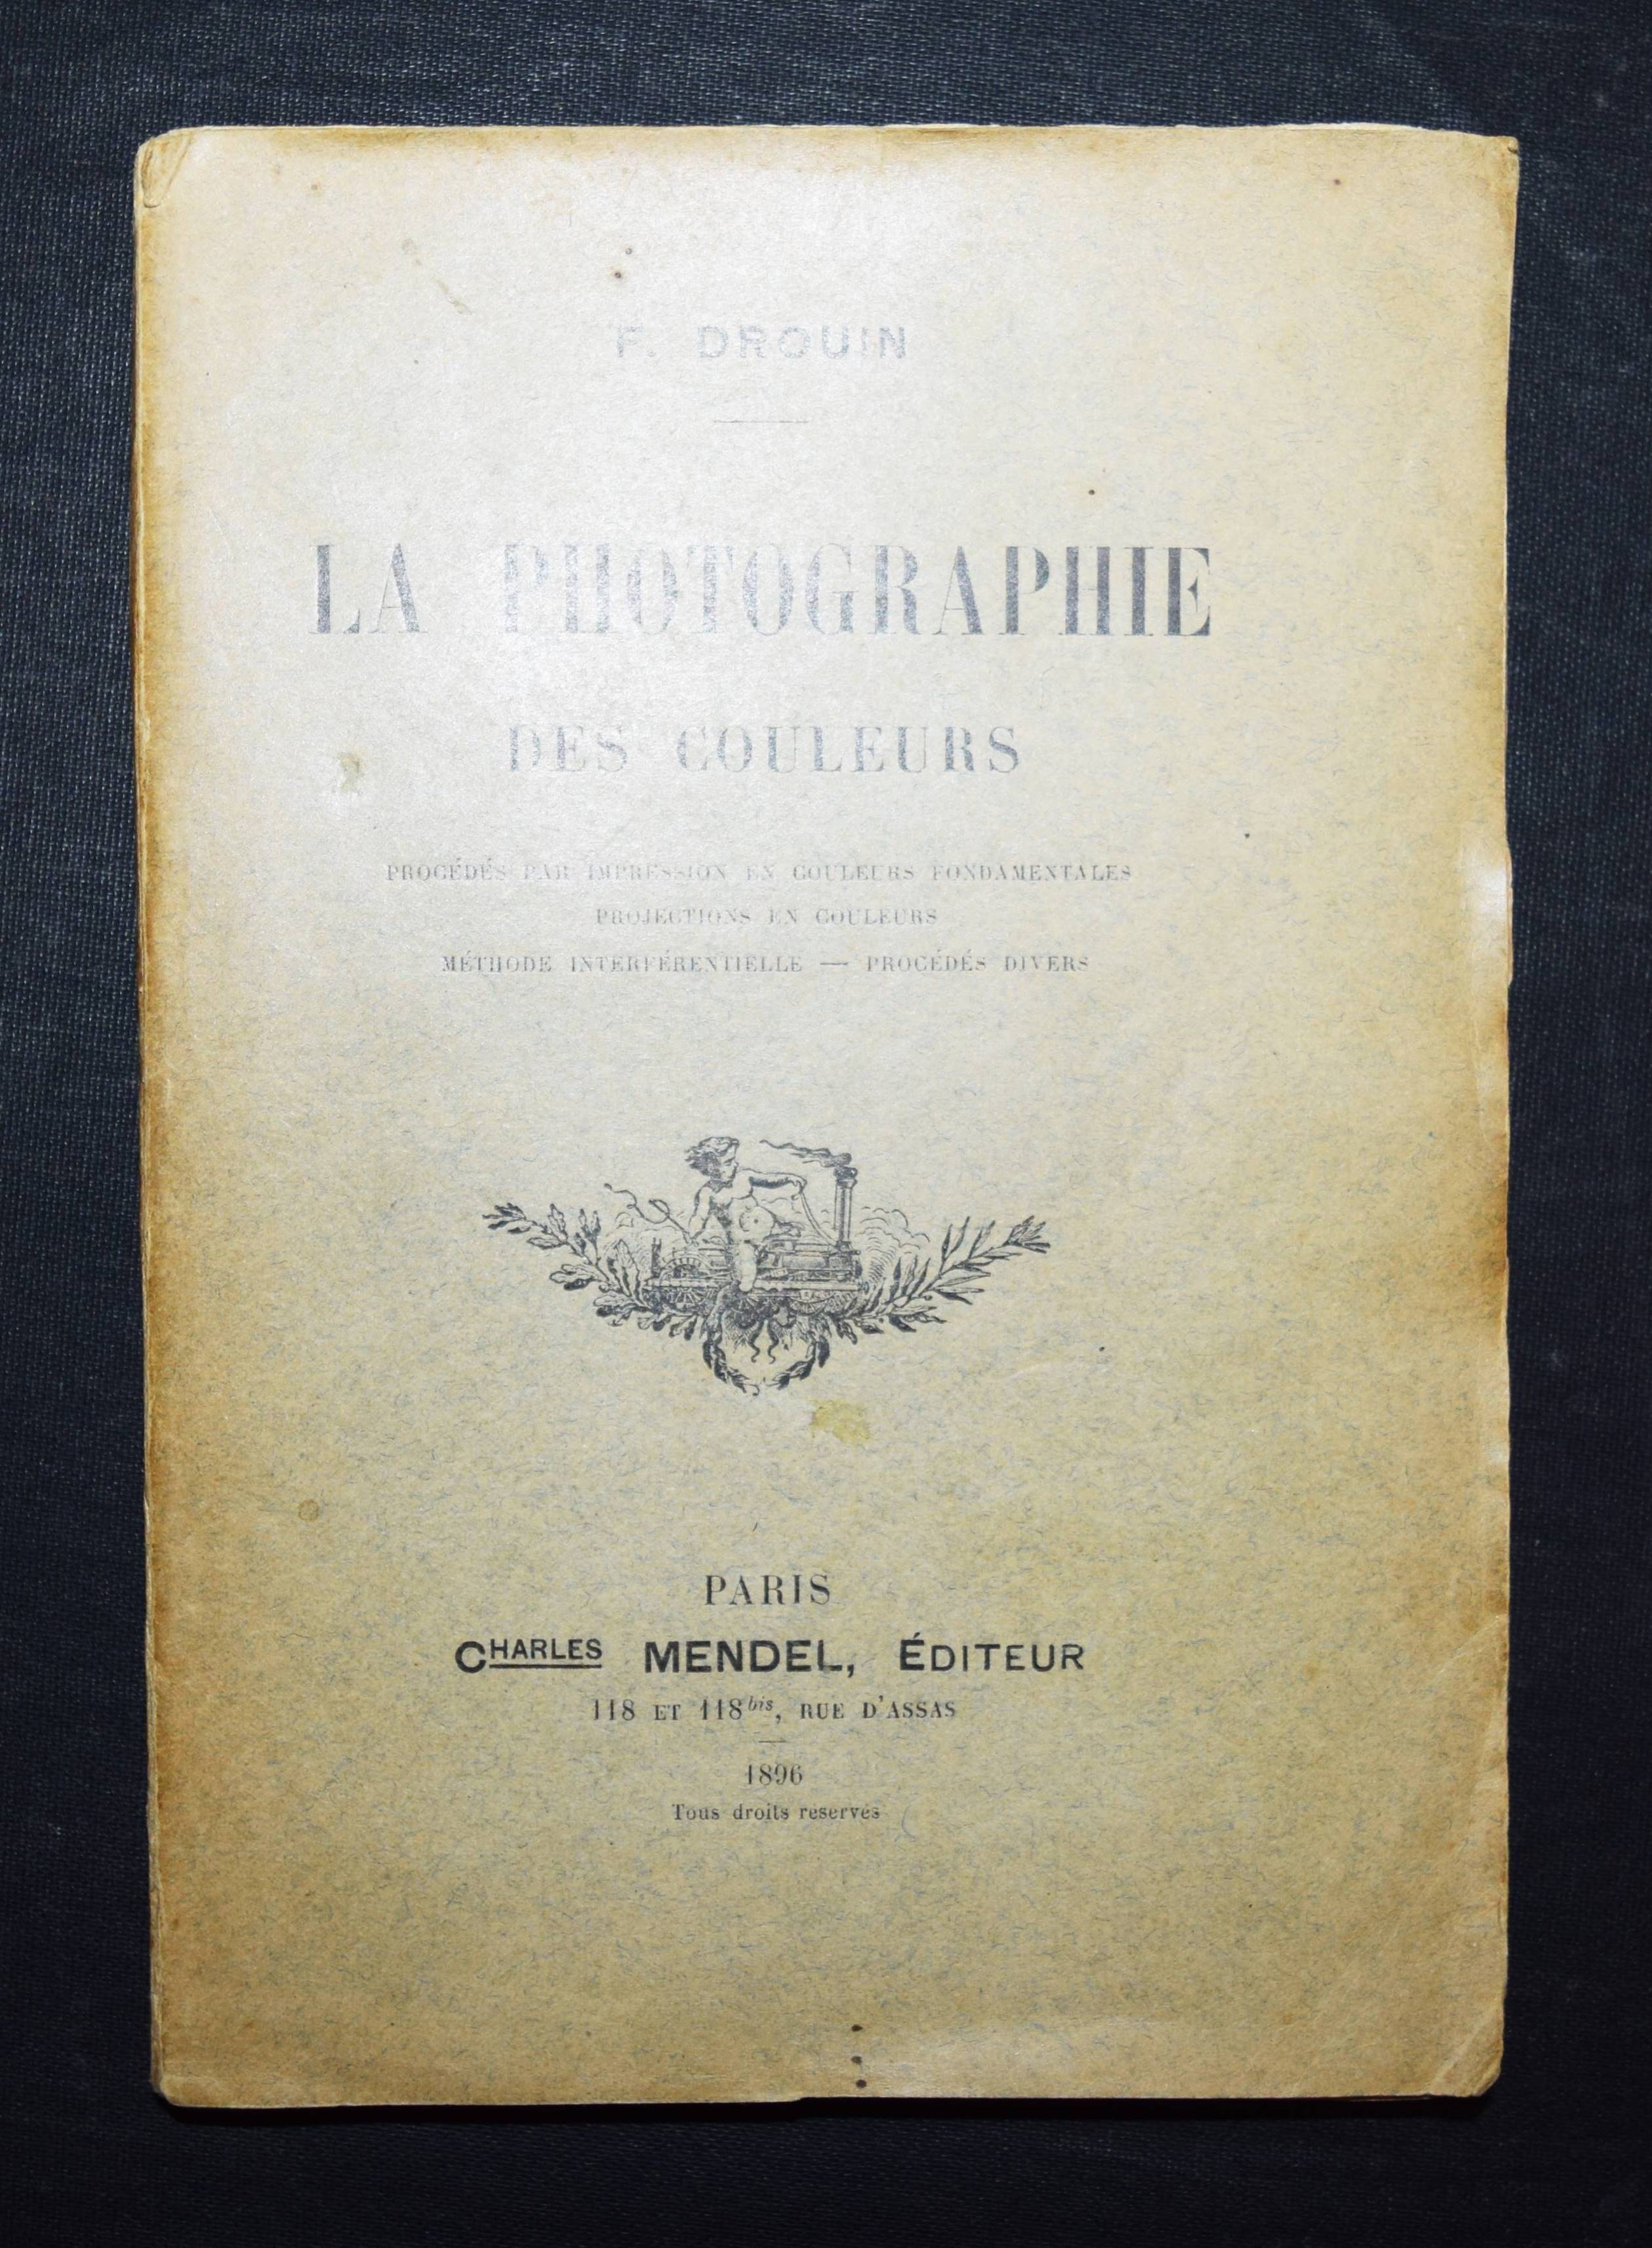 F. DROUIN
LA PHOTOGRAPHIE
DES COULEURS
PROCÉDÉS PAR IMPRESSION EN COULEURS FONDAMENTALES
PROJECTIONS EN COULEURS
MÉTHODE INTERFÉRENTIELLE — PROCÉDÉS DIVERS
PARIS
CHARLES MENDEL, ÉDITEUR
118 ET 118bis, RUE D'ASSAS
1896
Tous droits reservés